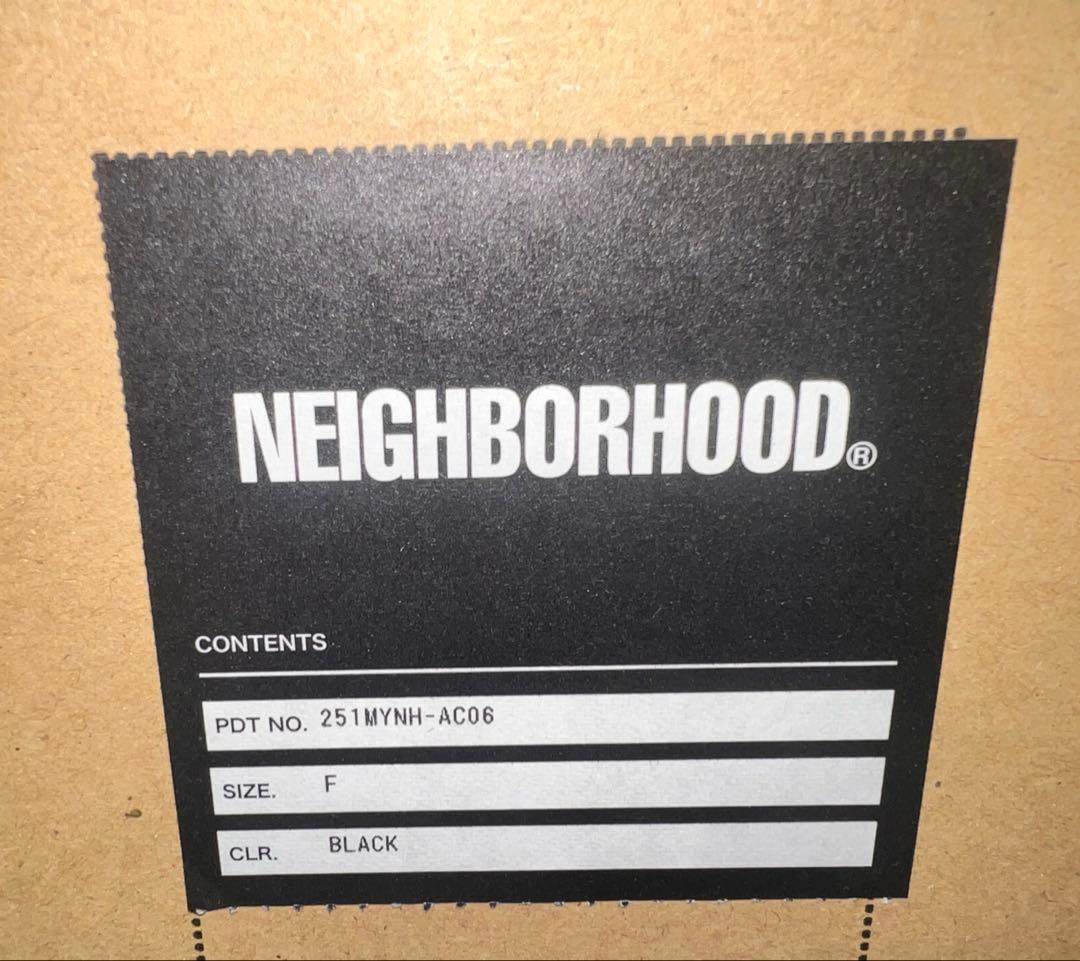 NEIGHBORHOOD®
CONTENTS
PDT NO. 251MYNH-AC06
SIZE. F
CLR. BLACK